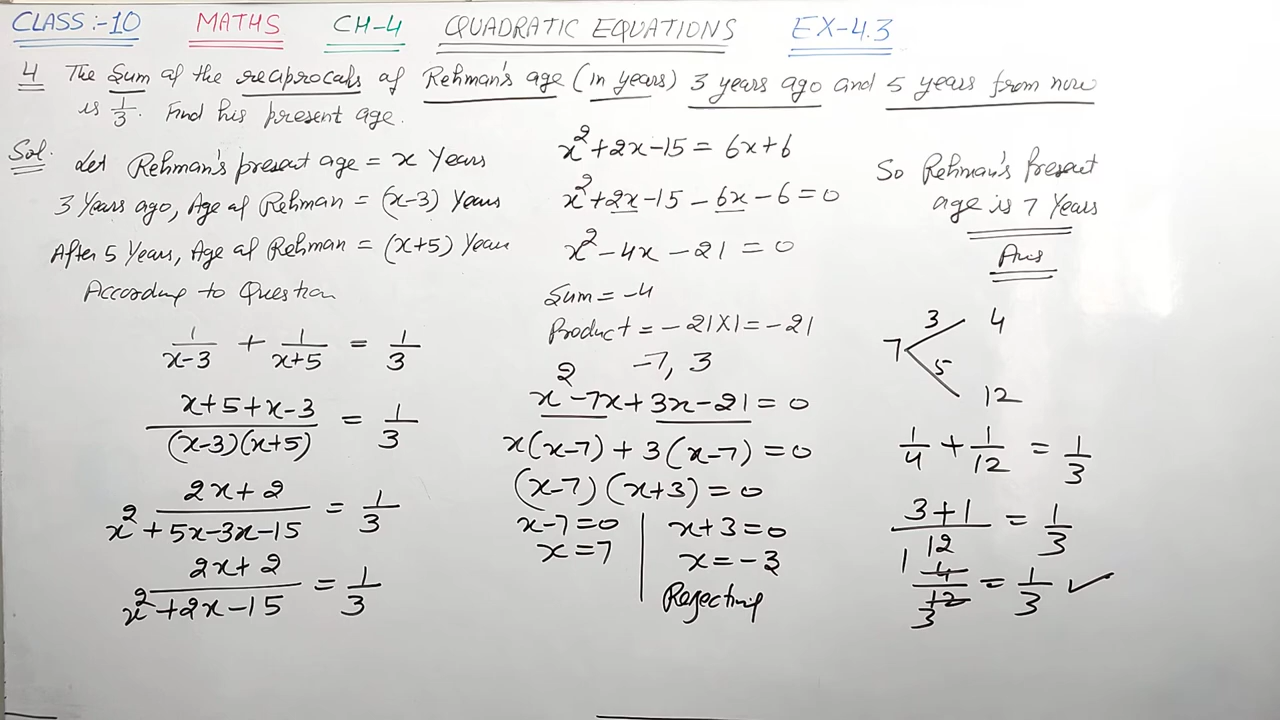 CLASS:-10 MATHS CH-4 QUADRATIC EQUATIONS EX-4.3
4 The Sum of the reciprocals of Rehman's age (in years) 3 years ago and 5 years from now
is 1/3. Find his present age.
Sol.
Let Rehman's present age = x Years
3 Years ago, Age of Rehman = (x-3) Years
After 5 Years, Age of Rehman = (x+5) Years
According to Question
1/(x-3) + 1/(x+5) = 1/3
(x+5+x-3)/((x-3)(x+5)) = 1/3
(2x+2)/(x²+5x-3x-15) = 1/3
(2x+2)/(x²+2x-15) = 1/3
x²+2x-15 = 6x+6
x²+2x-15-6x-6=0
x²-4x-21=0
Sum = -4
Product = -21X1=-21
-7, 3
x²-7x+3x-21=0
x(x-7)+3(x-7)=0
(x-7)(x+3)=0
x-7=0 | x+3=0
x=7 | x=-3
Rejecting
So Rehman's Present
age is 7 Years
Ans
3 4
7
5
12
1/4 + 1/12 = 1/3
(3+1)/12 = 1/3
1
4/12 = 1/3 ✓
3